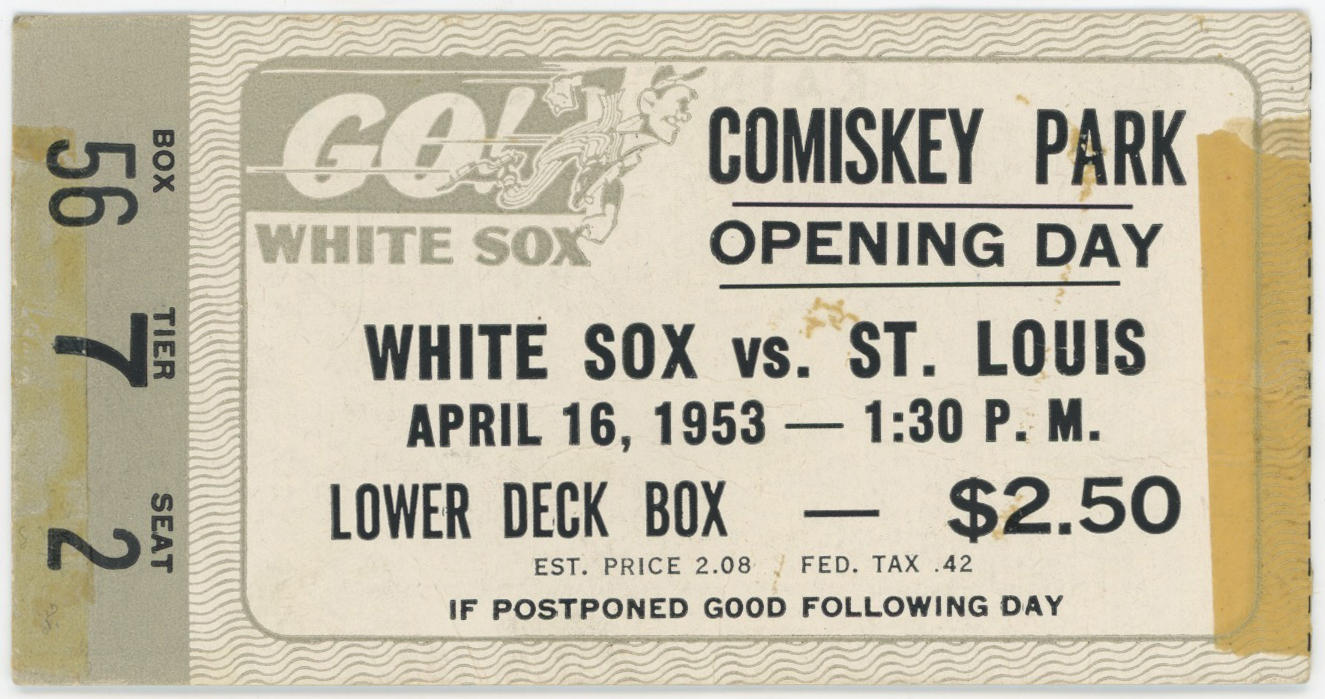 BOX
56
TIER
7
SEAT
2
GO!
WHITE SOX
COMISKEY PARK
OPENING DAY
WHITE SOX vs. ST. LOUIS
APRIL 16, 1953 — 1:30 P. M.
LOWER DECK BOX — $2.50
EST. PRICE 2.08 FED. TAX .42
IF POSTPONED GOOD FOLLOWING DAY